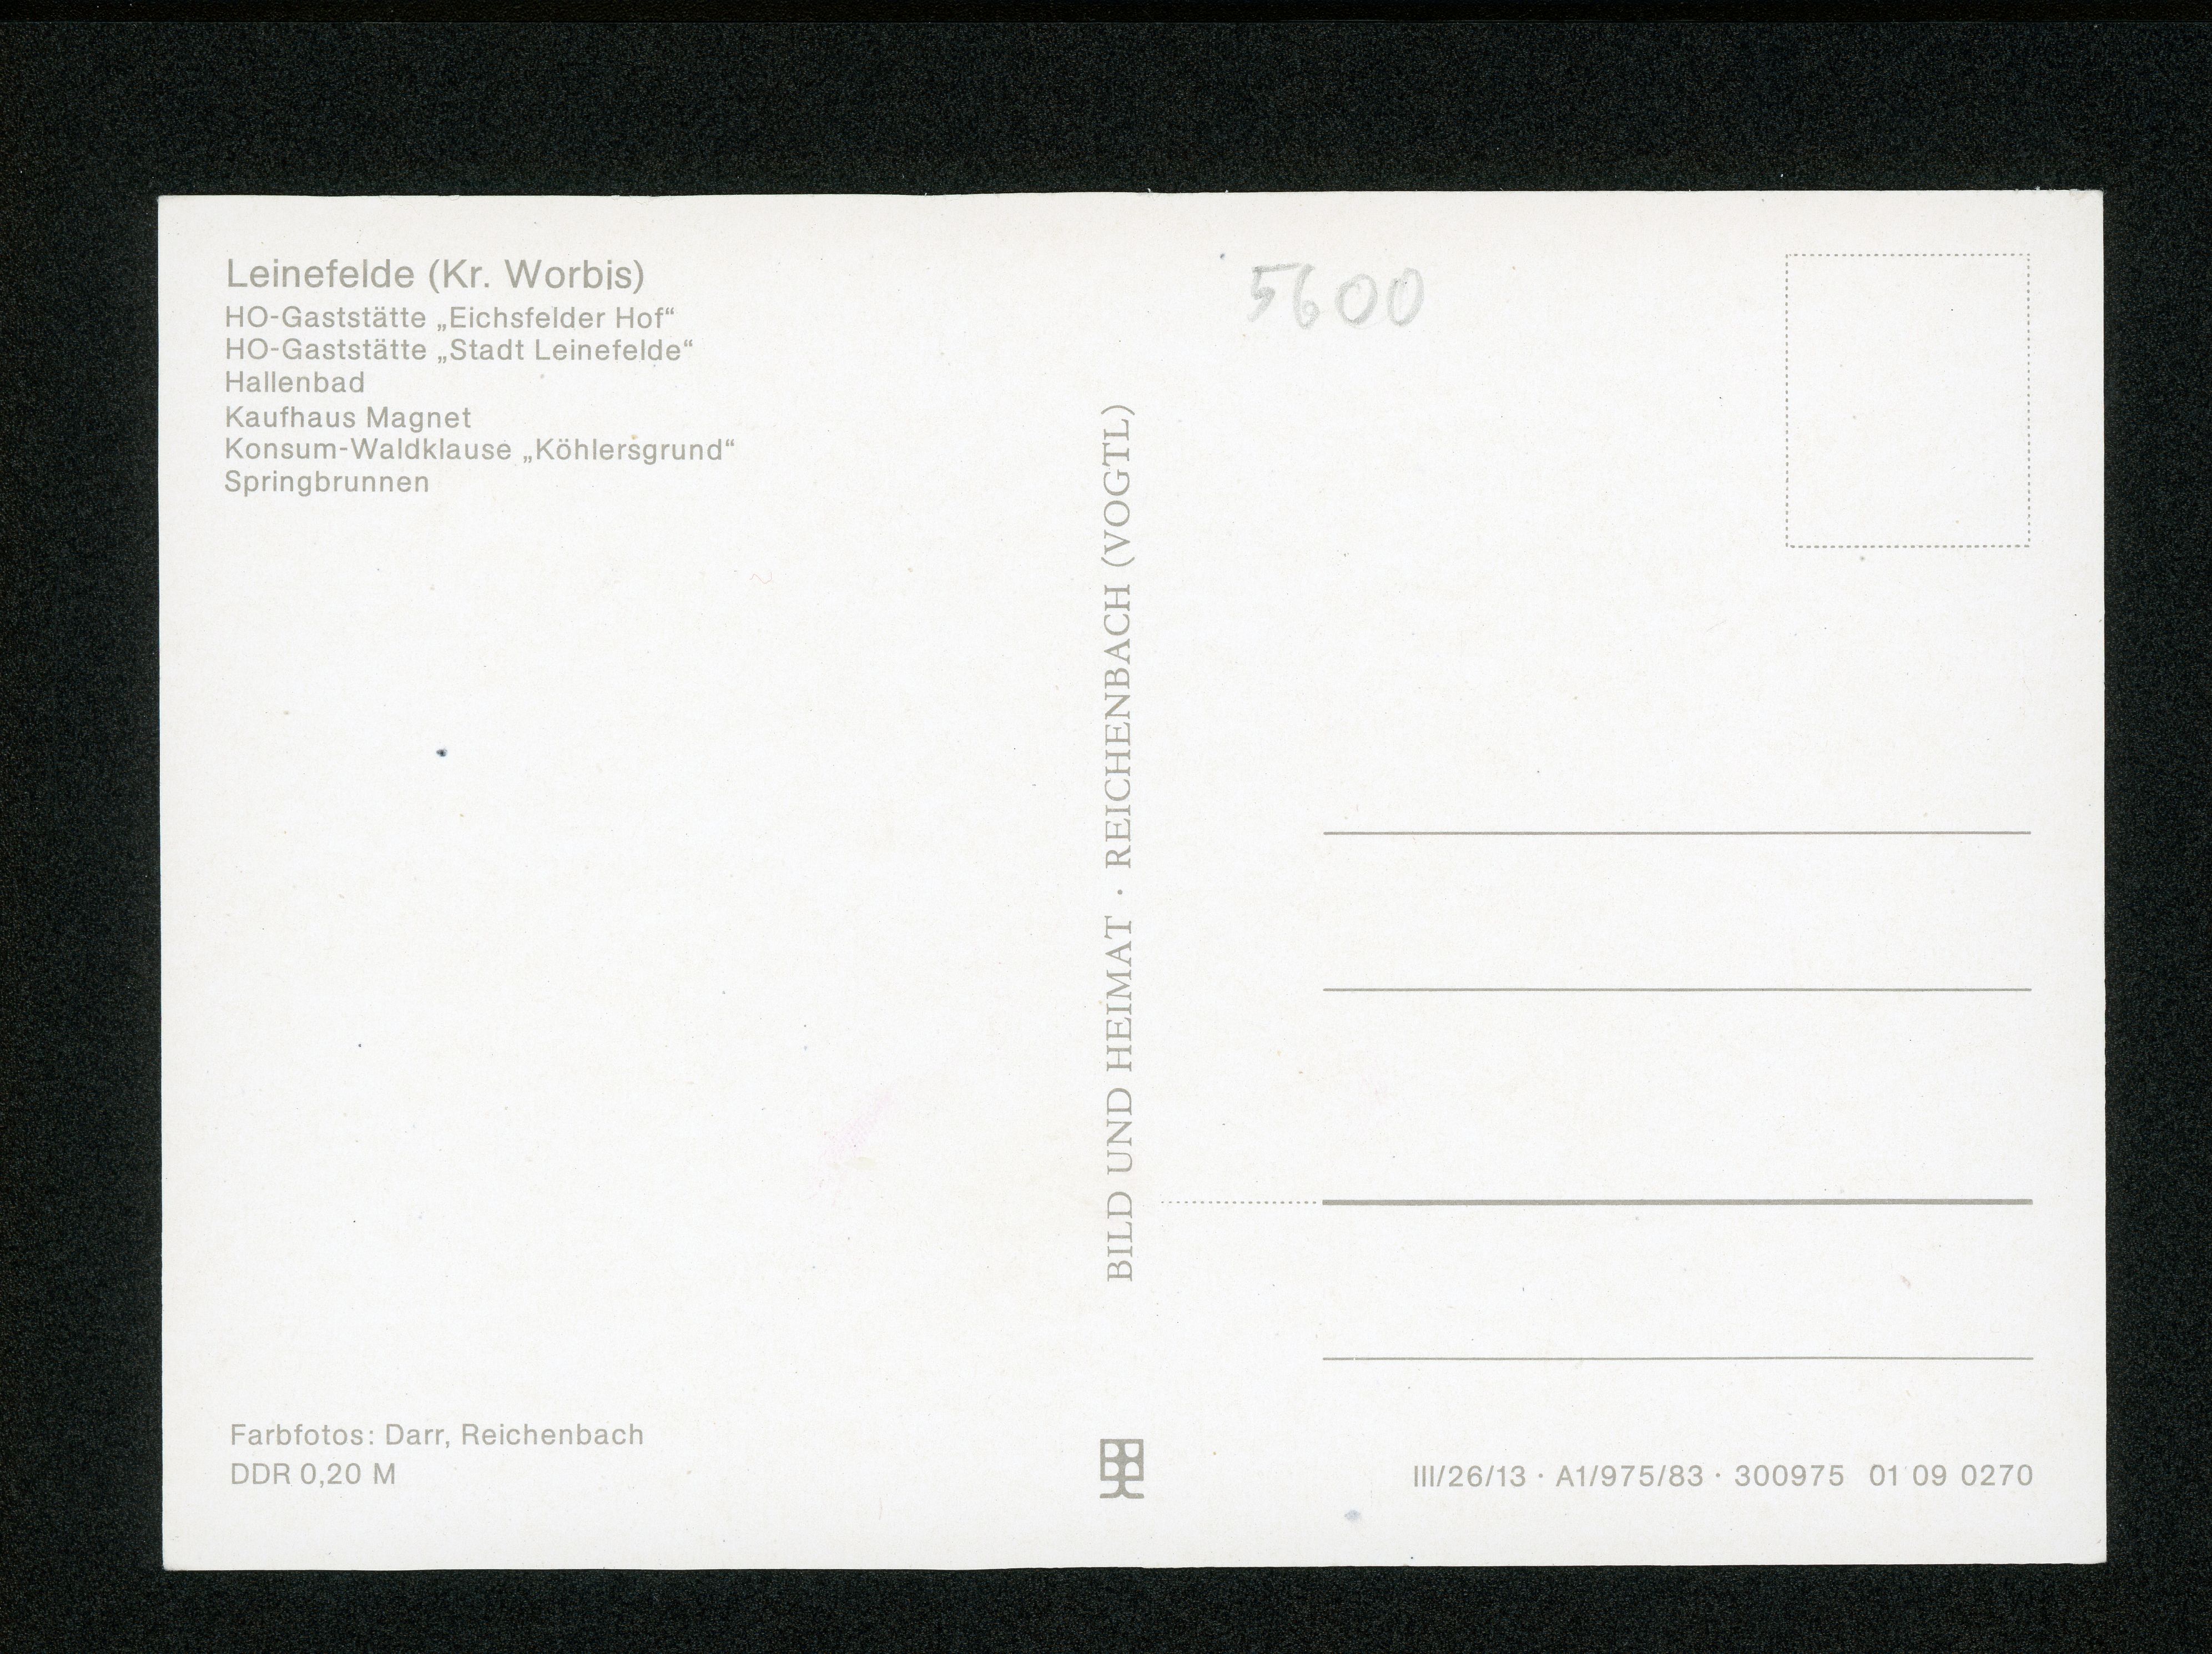 Leinefelde (Kr. Worbis)
HO-Gaststätte „Eichsfelder Hof“
HO-Gaststätte „Stadt Leinefelde“
Hallenbad
Kaufhaus Magnet
Konsum-Waldklause „Köhlersgrund“
Springbrunnen
Farbfotos: Darr, Reichenbach
DDR 0,20 M
BILD UND HEIMAT · REICHENBACH (VOGTL)
5600
III/26/13 · A1/975/83 · 300975 01 09 0270